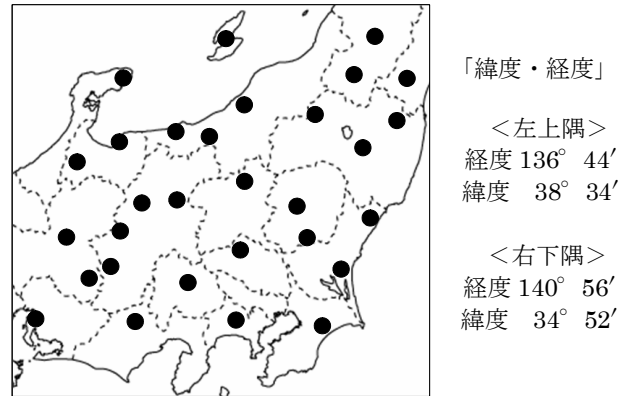 「緯度・経度」
＜左上隅＞
経度 136° 44′
緯度 38° 34′
＜右下隅＞
経度 140° 56′
緯度 34° 52′